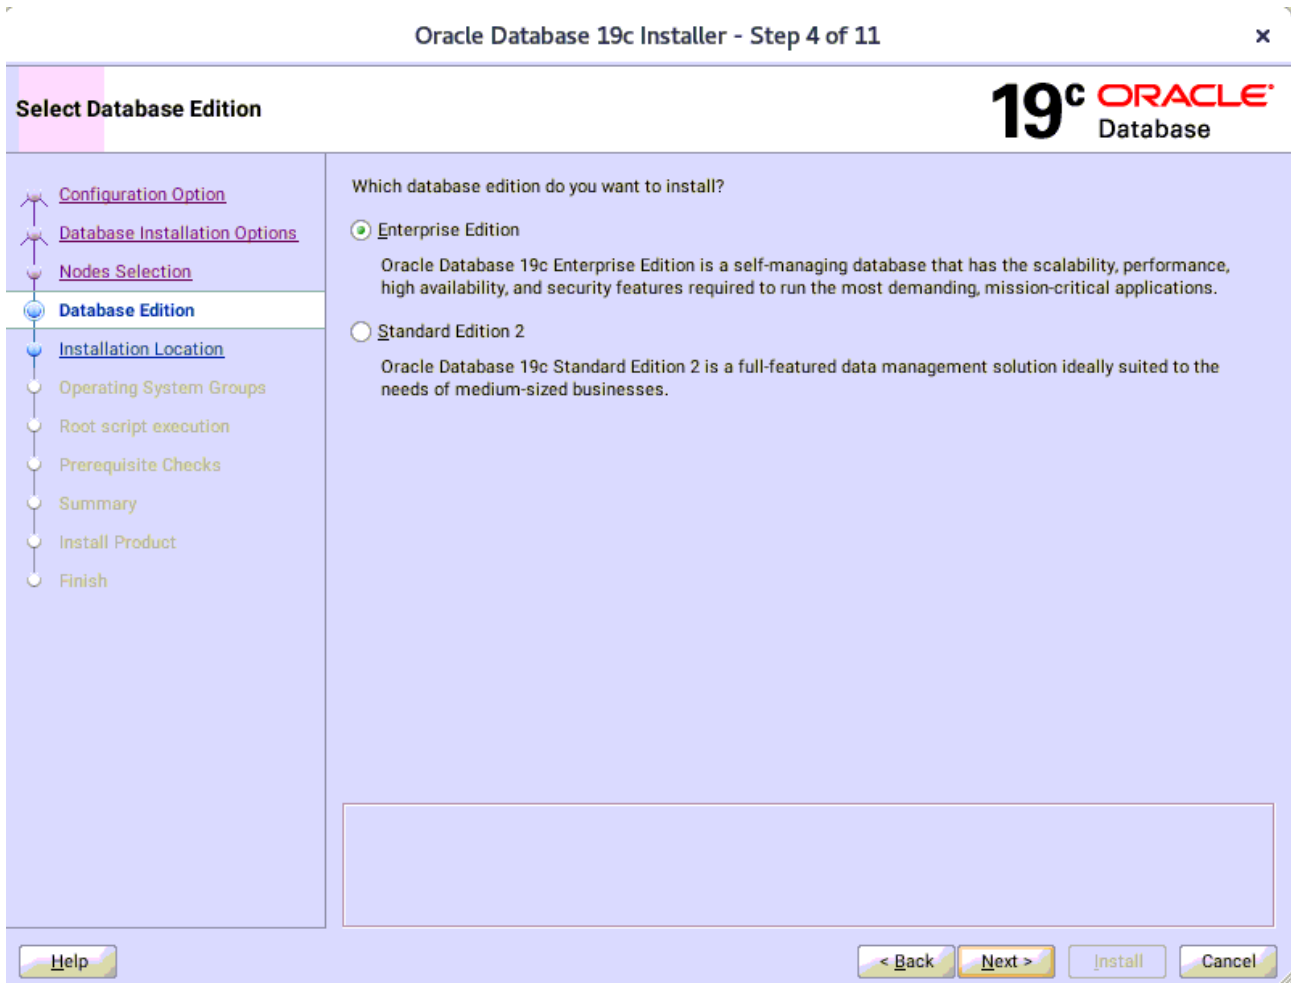 Oracle Database 19c Installer - Step 4 of 11
Select Database Edition
19c ORACLE
Database
Configuration Option
Database Installation Options
Nodes Selection
Database Edition
Installation Location
Operating System Groups
Root script execution
Prerequisite Checks
Summary
Install Product
Finish
Which database edition do you want to install?
Enterprise Edition
Oracle Database 19c Enterprise Edition is a self-managing database that has the scalability, performance,
high availability, and security features required to run the most demanding, mission-critical applications.
Standard Edition 2
Oracle Database 19c Standard Edition 2 is a full-featured data management solution ideally suited to the
needs of medium-sized businesses.
Help
< Back
Next >
Install
Cancel